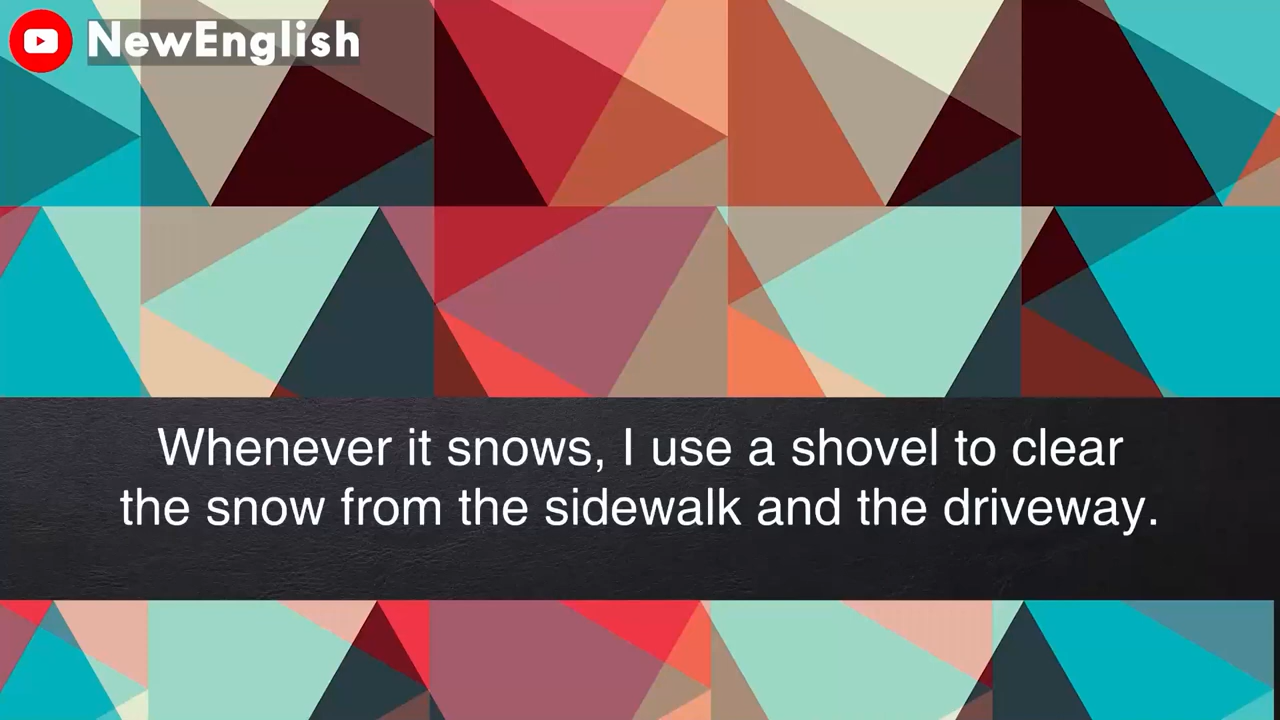 NewEnglish
Whenever it snows, I use a shovel to clear
the snow from the sidewalk and the driveway.